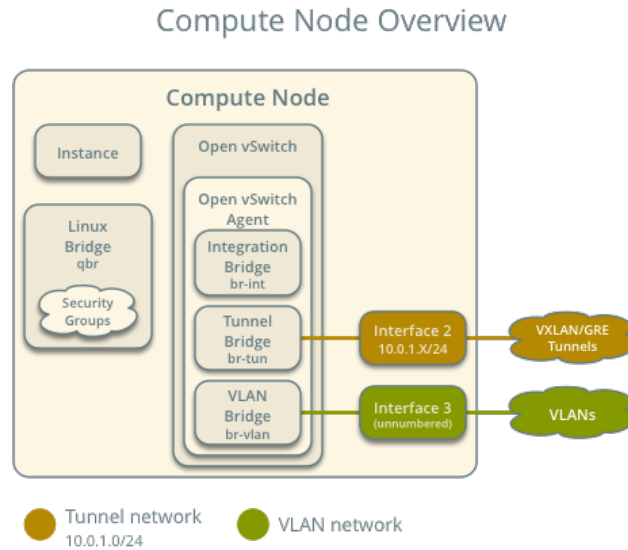 Compute Node Overview
Compute Node
Instance
Linux
Bridge
qbr
Security
Groups
Open vSwitch
Open vSwitch
Agent
Integration
Bridge
br-int
Tunnel
Bridge
br-tun
VLAN
Bridge
br-vlan
Interface 2
10.0.1.X/24
VXLAN/GRE
Tunnels
Interface 3
(unnumbered)
VLANs
Tunnel network
10.0.1.0/24
VLAN network